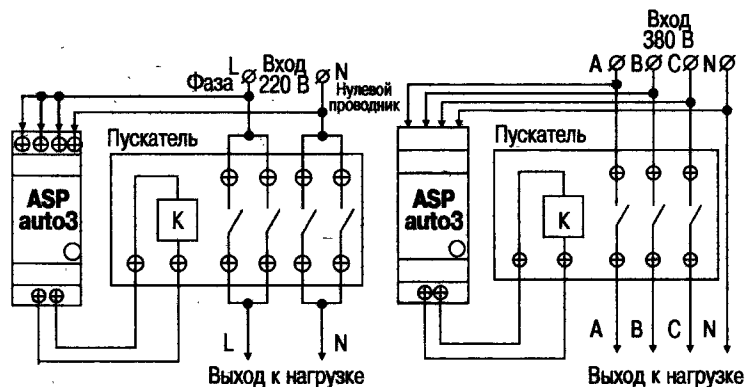 L Вход N
Фаза 220 В
Нулевой
проводник
Пускатель
ASP
auto3
K
L N
Выход к нагрузке
Вход
380 В
A B C N
Пускатель
ASP
auto3
K
A B C N
Выход к нагрузке